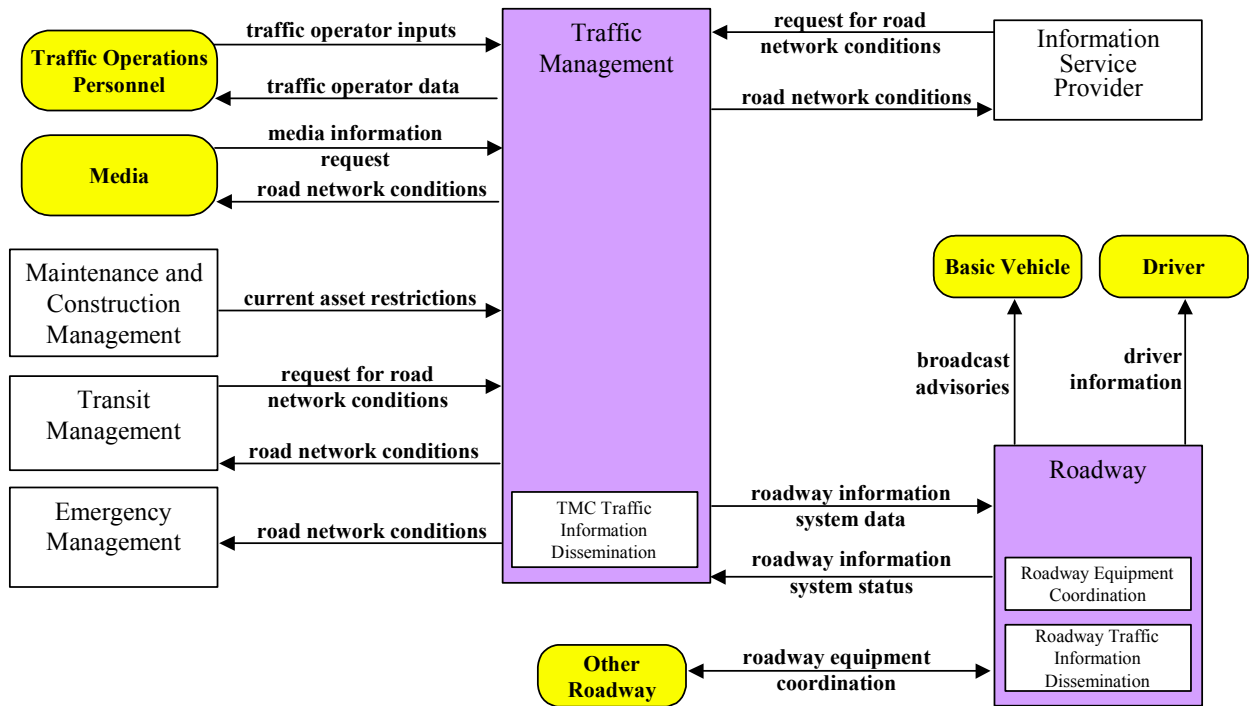 traffic operator inputs
Traffic Operations
Personnel
traffic operator data
media information
request
Media
road network conditions
Maintenance and
Construction
Management
current asset restrictions
request for road
network conditions
Transit
Management
road network conditions
Emergency
Management
road network conditions
Traffic
Management
TMC Traffic
Information
Dissemination
request for road
network conditions
road network conditions
Information
Service
Provider
Basic Vehicle
Driver
broadcast
advisories
driver
information
Roadway
roadway information
system data
roadway information
system status
Roadway Equipment
Coordination
Roadway Traffic
Information
Dissemination
Other
Roadway
roadway equipment
coordination